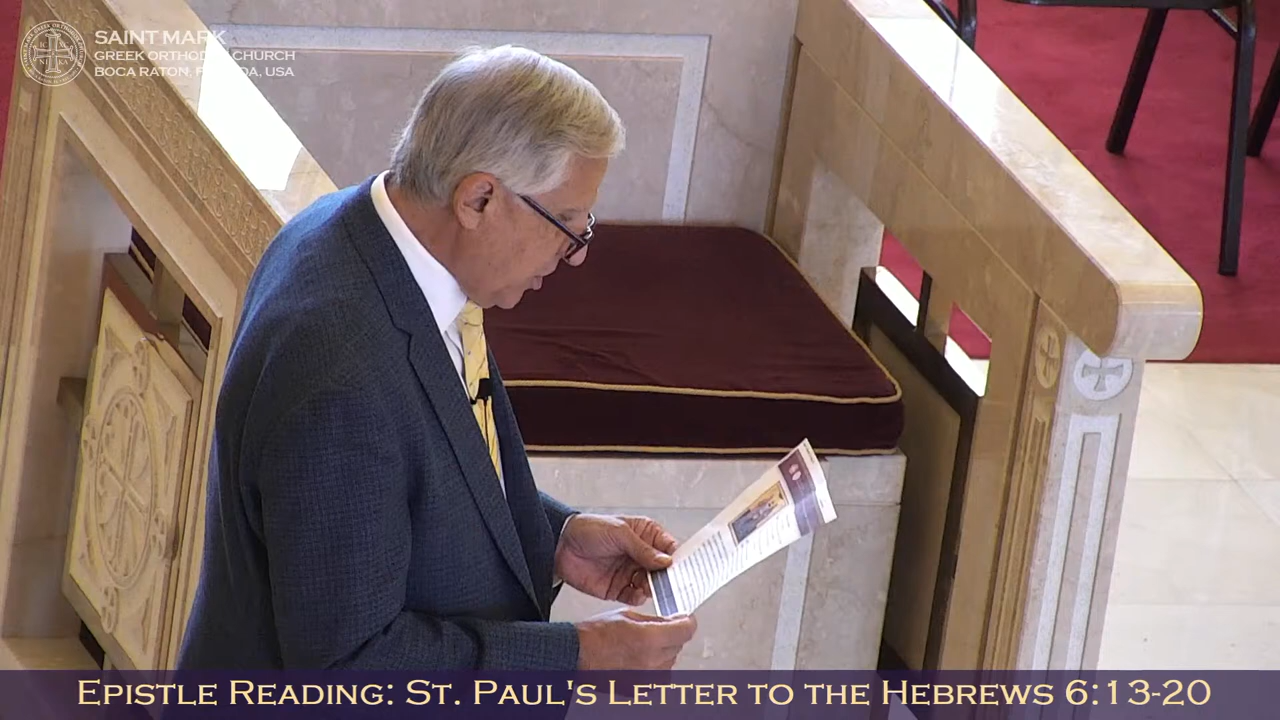 SAINT MARK
GREEK ORTHODOX CHURCH
BOCA RATON, FLORIDA, USA
EPISTLE READING: ST. PAUL'S LETTER TO THE HEBREWS 6:13-20